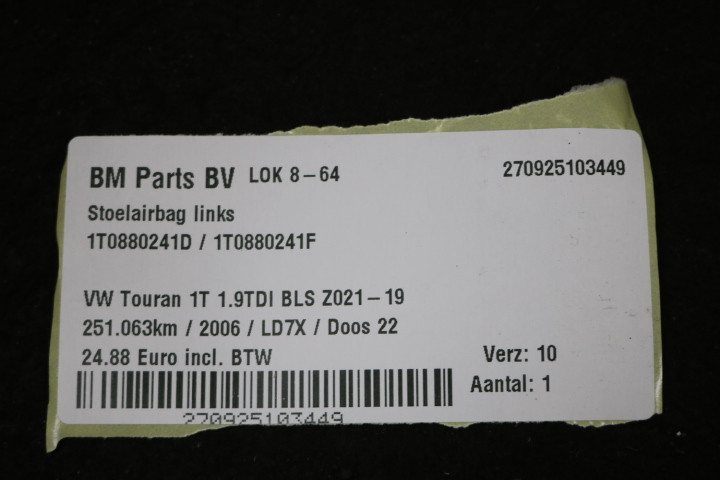 BM Parts BV LOK 8-64 270925103449
Stoelairbag links
1T0880241D / 1T0880241F
VW Touran 1T 1.9TDI BLS Z021-19
251.063km / 2006 / LD7X / Doos 22
24.88 Euro incl. BTW Verz: 10
Aantal: 1
270925103449